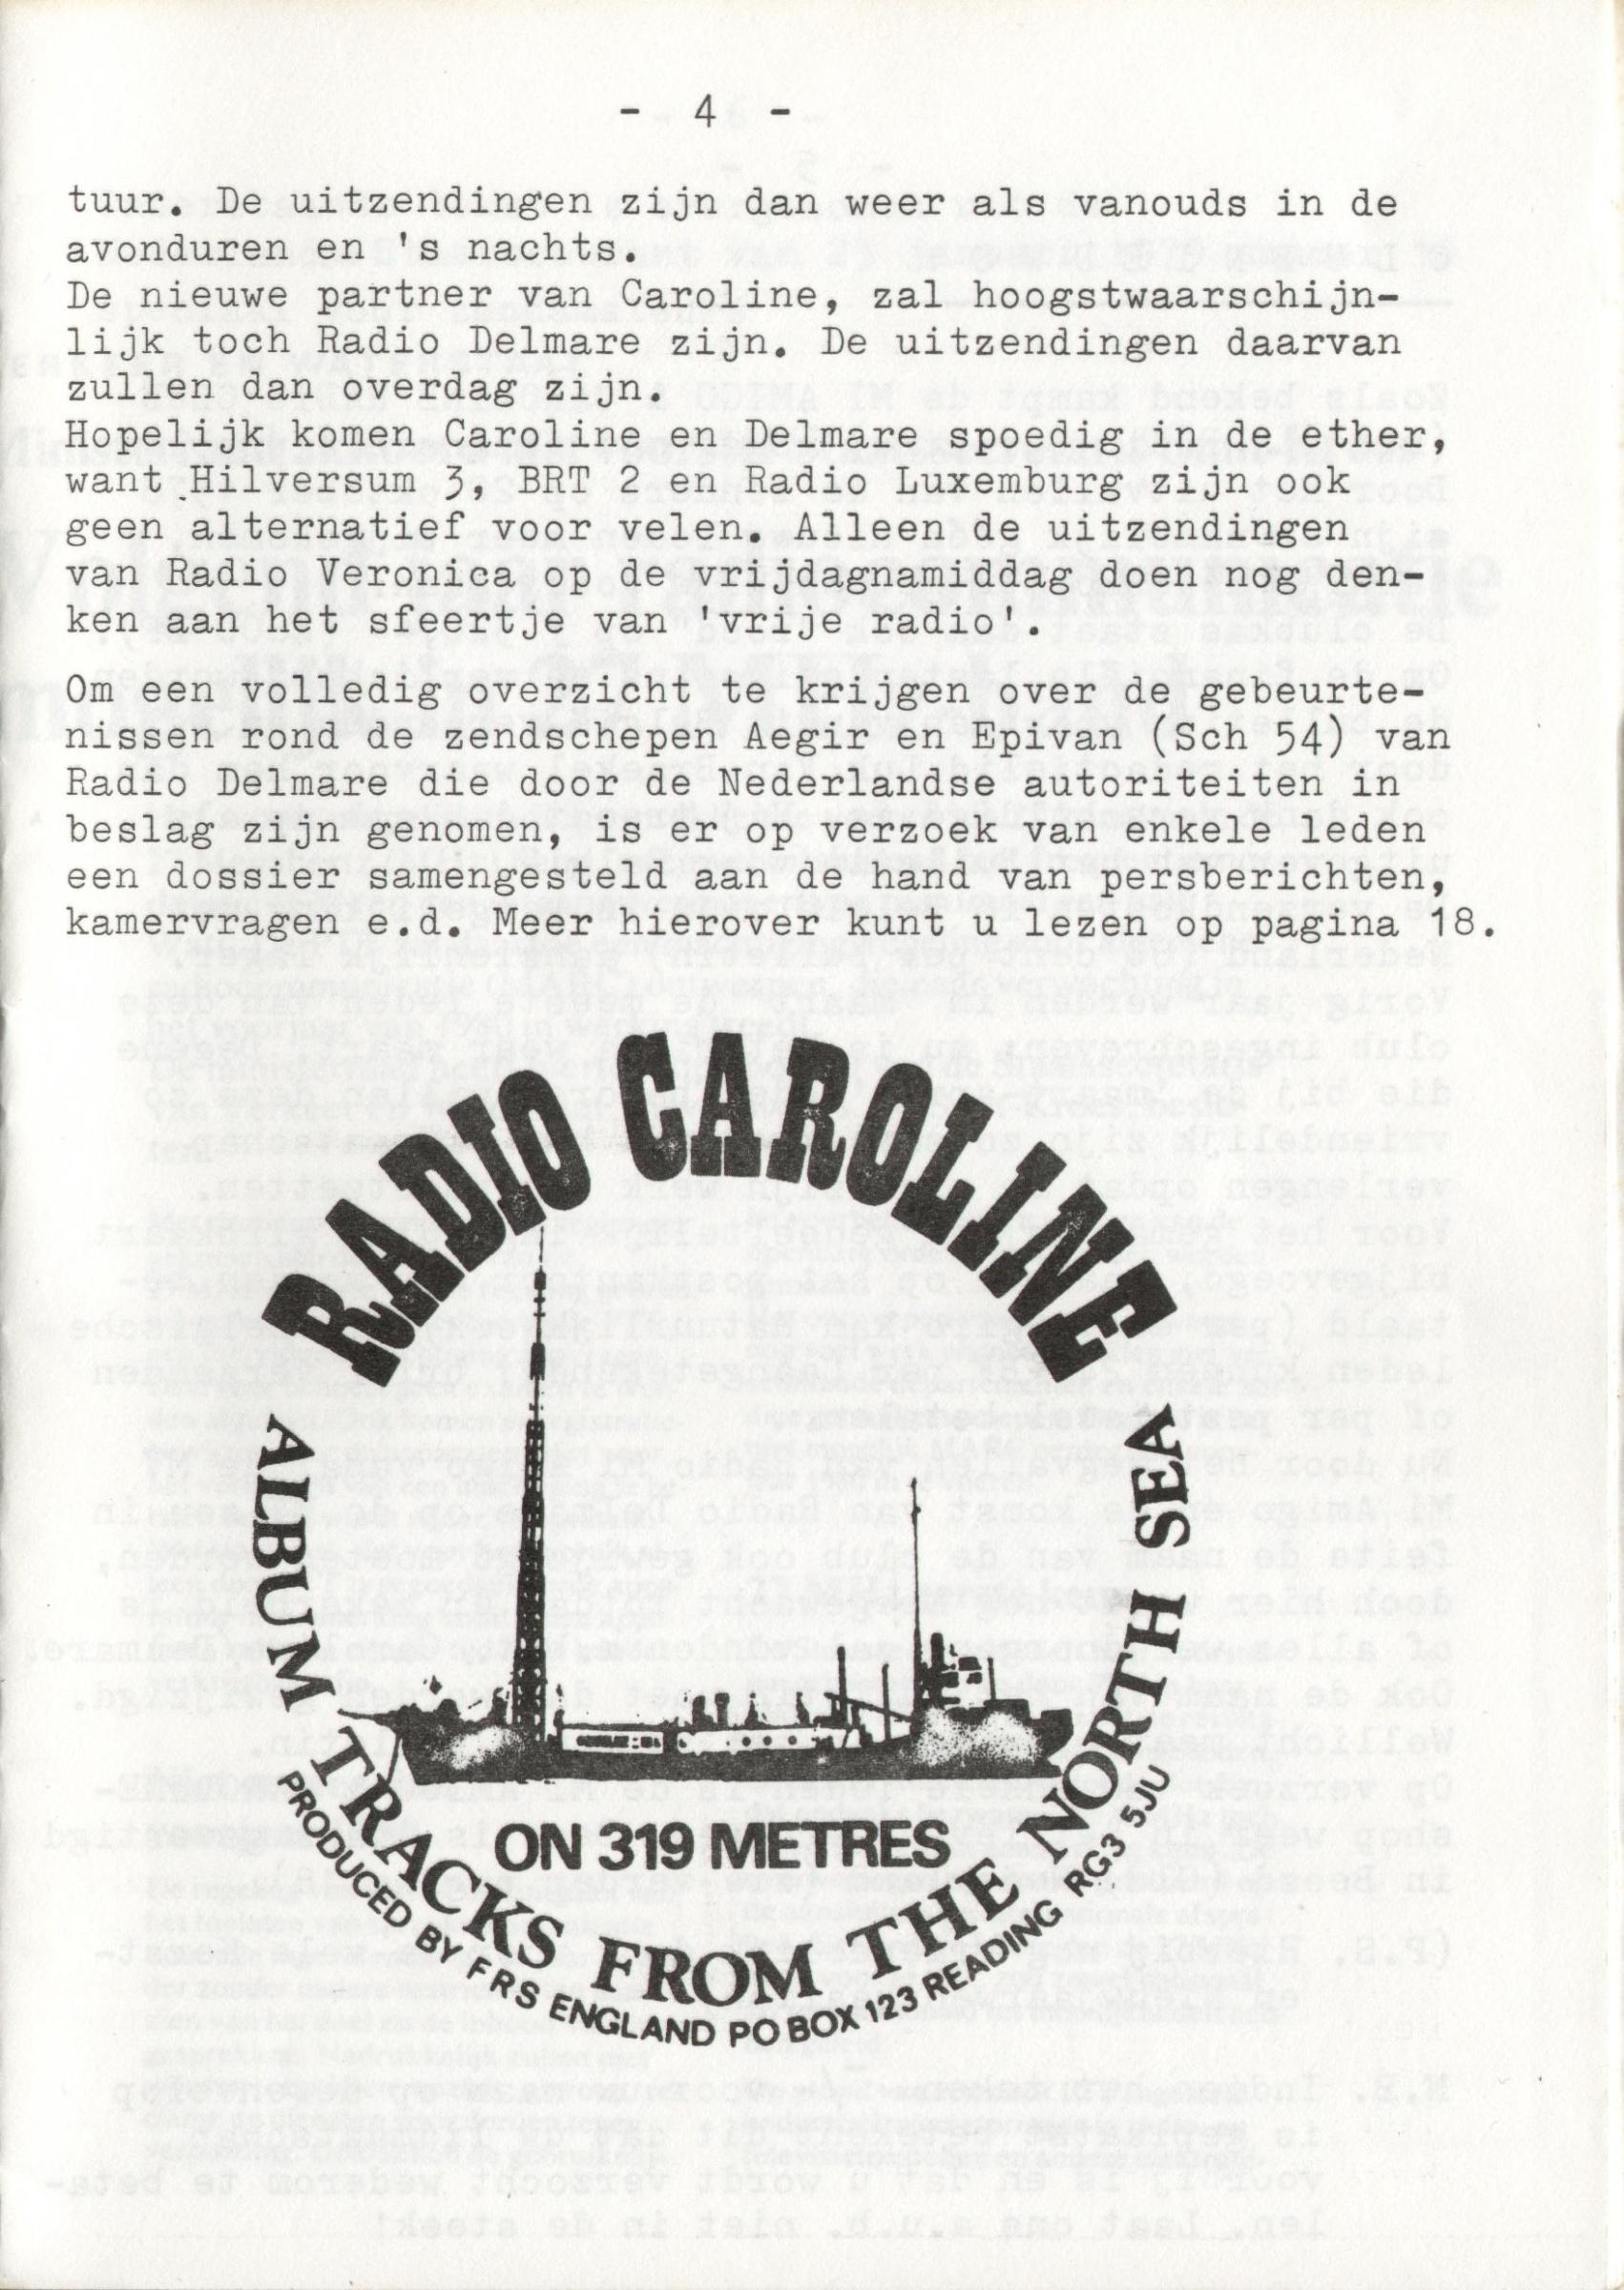 - 4 -
tuur. De uitzendingen zijn dan weer als vanouds in de
avonduren en 's nachts.
De nieuwe partner van Caroline, zal hoogstwaarschijn-
lijk toch Radio Delmare zijn. De uitzendingen daarvan
zullen dan overdag zijn.
Hopelijk komen Caroline en Delmare spoedig in de ether,
want Hilversum 3, BRT 2 en Radio Luxemburg zijn ook
geen alternatief voor velen. Alleen de uitzendingen
van Radio Veronica op de vrijdagnamiddag doen nog den-
ken aan het sfeertje van 'vrije radio'.
Om een volledig overzicht te krijgen over de gebeurte-
nissen rond de zendschepen Aegir en Epivan (Sch 54) van
Radio Delmare die door de Nederlandse autoriteiten in
beslag zijn genomen, is er op verzoek van enkele leden
een dossier samengesteld aan de hand van persberichten,
kamervragen e.d. Meer hierover kunt u lezen op pagina 18.
RADIO CAROLINE
ON 319 METRES
ALBUM TRACKS FROM THE NORTH SEA
PRODUCED BY FRS ENGLAND PO BOX 123 READING RG3 5JU